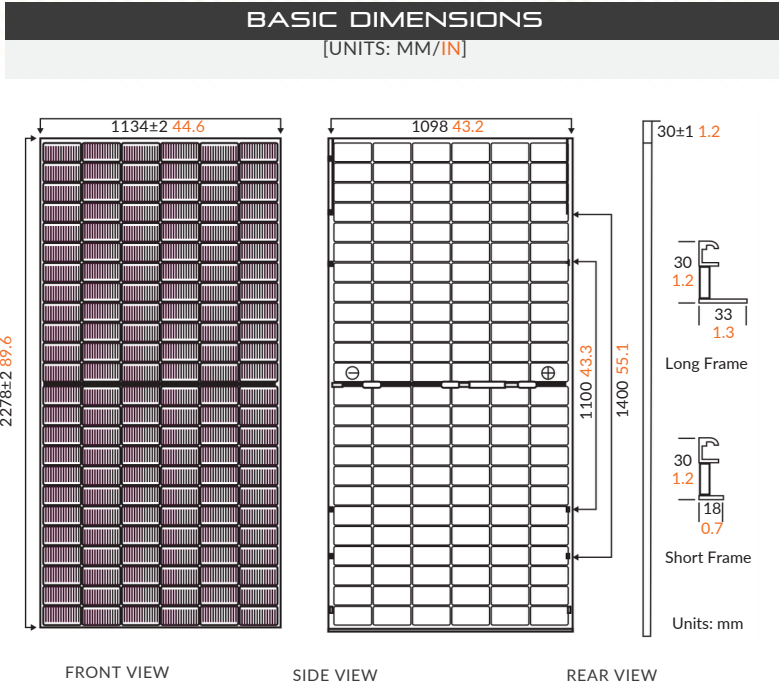 BASIC DIMENSIONS
[UNITS: MM/IN]
1134±2 44.6
1098 43.2
30±1 1.2
2278±2 89.6
1100 43.3
1400 55.1
30
1.2
33
1.3
Long Frame
30
1.2
18
0.7
Short Frame
Units: mm
FRONT VIEW
SIDE VIEW
REAR VIEW